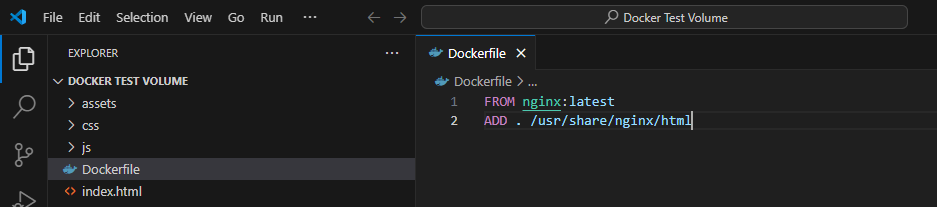 File Edit View Go Run ··· Docker Test Volume
EXPLORER ···
DOCKER TEST VOLUME
assets
css
js
Dockerfile
index.html
Dockerfile
Dockerfile > ...
1 FROM nginx:latest
2 ADD . /usr/share/nginx/html